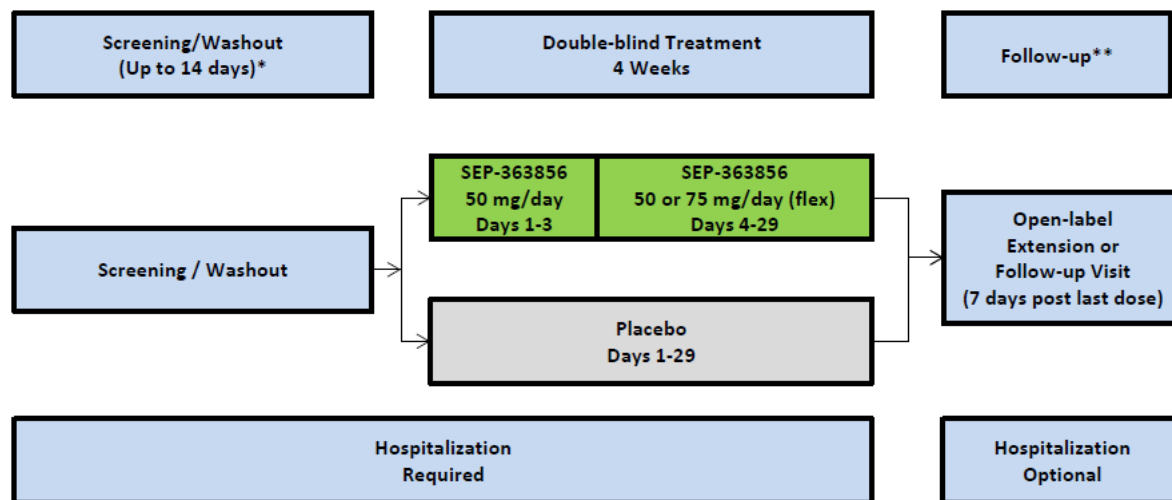 Screening/Washout
(Up to 14 days)*
Double-blind Treatment
4 Weeks
Follow-up**
SEP-363856
50 mg/day
Days 1-3
SEP-363856
50 or 75 mg/day (flex)
Days 4-29
Screening / Washout
Placebo
Days 1-29
Open-label
Extension or
Follow-up Visit
(7 days post last dose)
Hospitalization
Required
Hospitalization
Optional